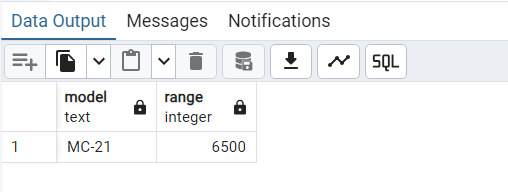 Data Output Messages Notifications
SQL
model range
text integer
1 MC-21 6500